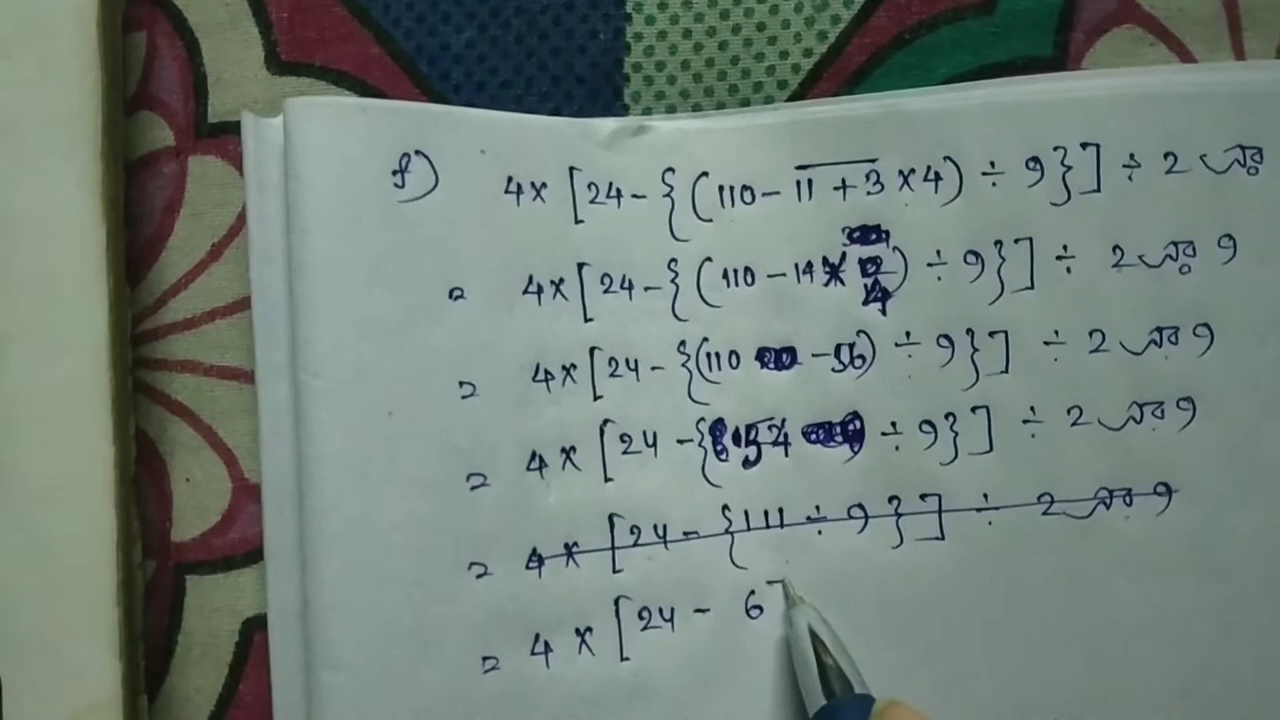 f) 4× [24-{(110-11+3×4) ÷ 9}] ÷ 2 এর
= 4×[24-{(110-14×4) ÷ 9}] ÷ 2 এর 9
= 4×[24-{(110 -56) ÷ 9}] ÷ 2 এর 9
= 4× [24-{54 ÷ 9}] ÷ 2 এর 9
= 4× [24-{111 ÷ 9}] ÷ 2 এর 9
= 4 × [24 - 6